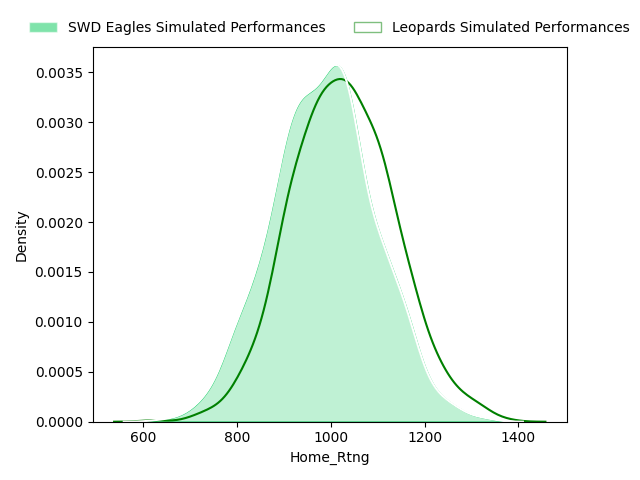 SWD Eagles Simulated Performances
Leopards Simulated Performances
0.0035
0.0030
0.0025
0.0020
0.0015
0.0010
0.0005
0.0000
Density
600 800 1000 1200 1400
Home_Rtng